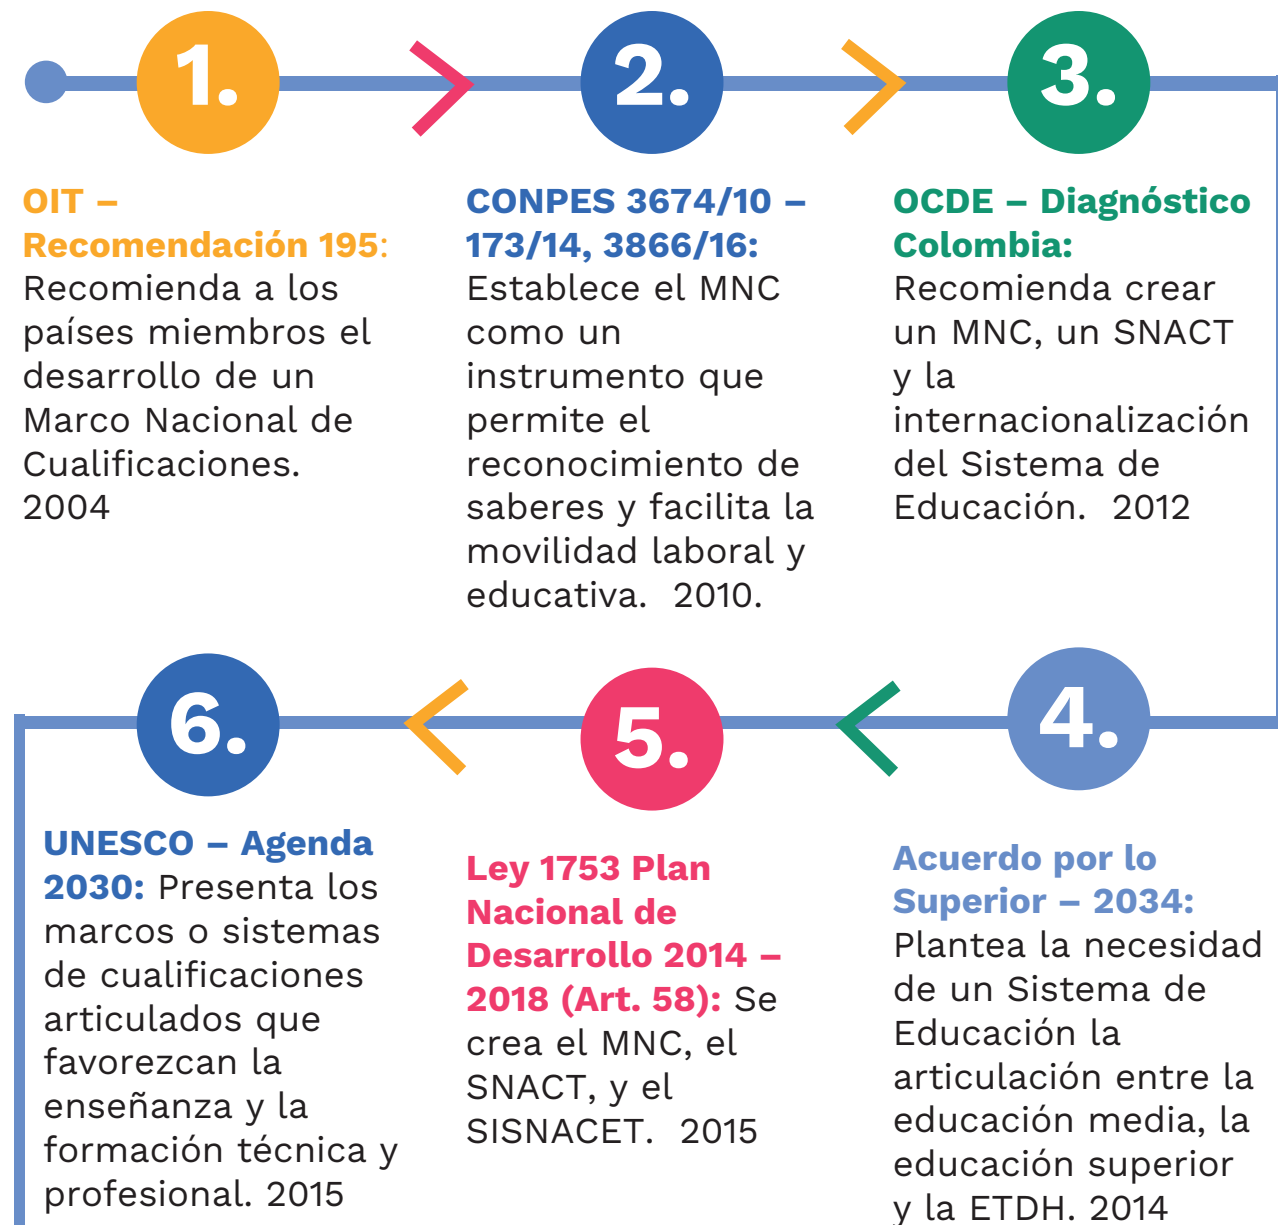 1.
OIT –
Recomendación 195:
Recomienda a los
países miembros el
desarrollo de un
Marco Nacional de
Cualificaciones.
2004
2.
CONPES 3674/10 –
173/14, 3866/16:
Establece el MNC
como un
instrumento que
permite el
reconocimiento de
saberes y facilita la
movilidad laboral y
educativa. 2010.
3.
OCDE – Diagnóstico
Colombia:
Recomienda crear
un MNC, un SNACT
y la
internacionalización
del Sistema de
Educación. 2012
4.
Acuerdo por lo
Superior – 2034:
Plantea la necesidad
de un Sistema de
Educación la
articulación entre la
educación media, la
educación superior
y la ETDH. 2014
5.
Ley 1753 Plan
Nacional de
Desarrollo 2014 –
2018 (Art. 58): Se
crea el MNC, el
SNACT, y el
SISNACET. 2015
6.
UNESCO – Agenda
2030: Presenta los
marcos o sistemas
de cualificaciones
articulados que
favorezcan la
enseñanza y la
formación técnica y
profesional. 2015